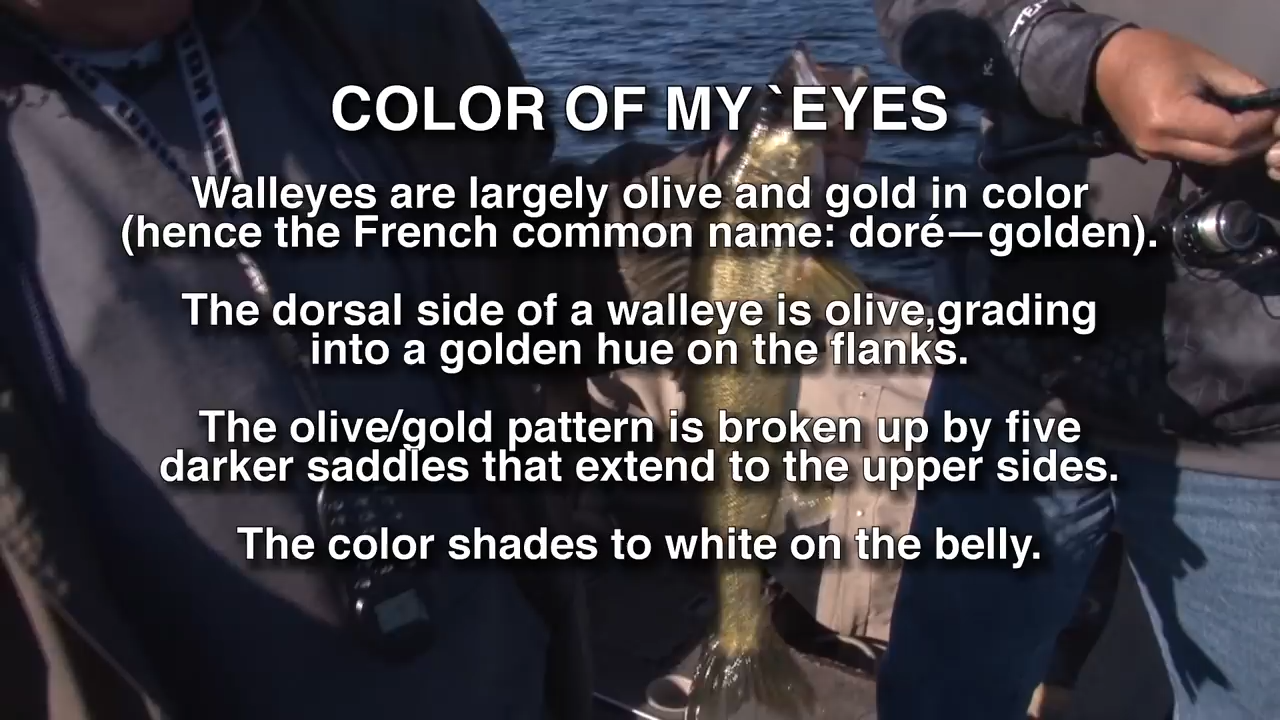 COLOR OF MY `EYES
Walleyes are largely olive and gold in color
(hence the French common name: doré—golden).
The dorsal side of a walleye is olive,grading
into a golden hue on the flanks.
The olive/gold pattern is broken up by five
darker saddles that extend to the upper sides.
The color shades to white on the belly.